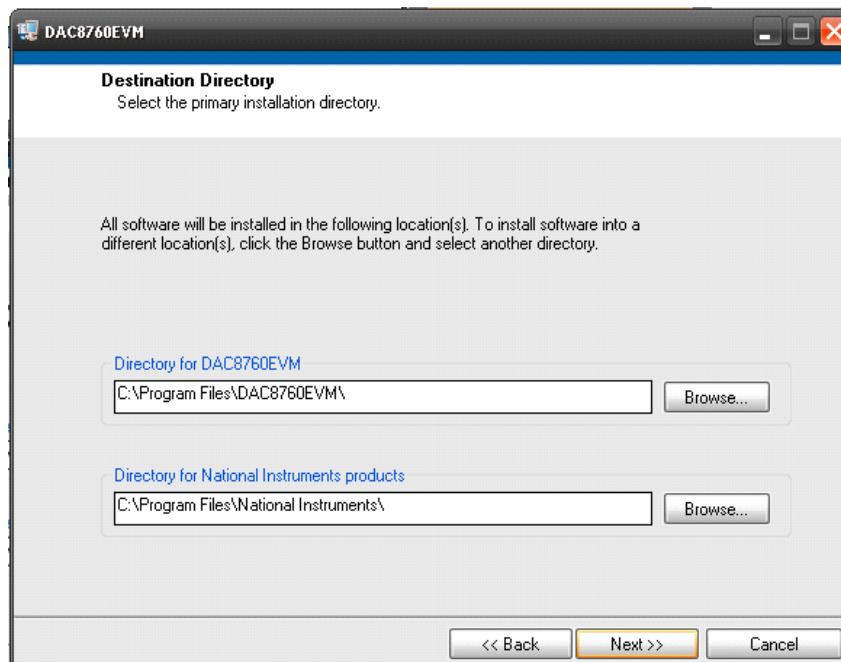 DAC8760EVM
Destination Directory
Select the primary installation directory.
All software will be installed in the following location(s). To install software into a
different location(s), click the Browse button and select another directory.
Directory for DAC8760EVM
C:\Program Files\DAC8760EVM\
Browse...
Directory for National Instruments products
C:\Program Files\National Instruments\
Browse...
<< Back
Next >>
Cancel